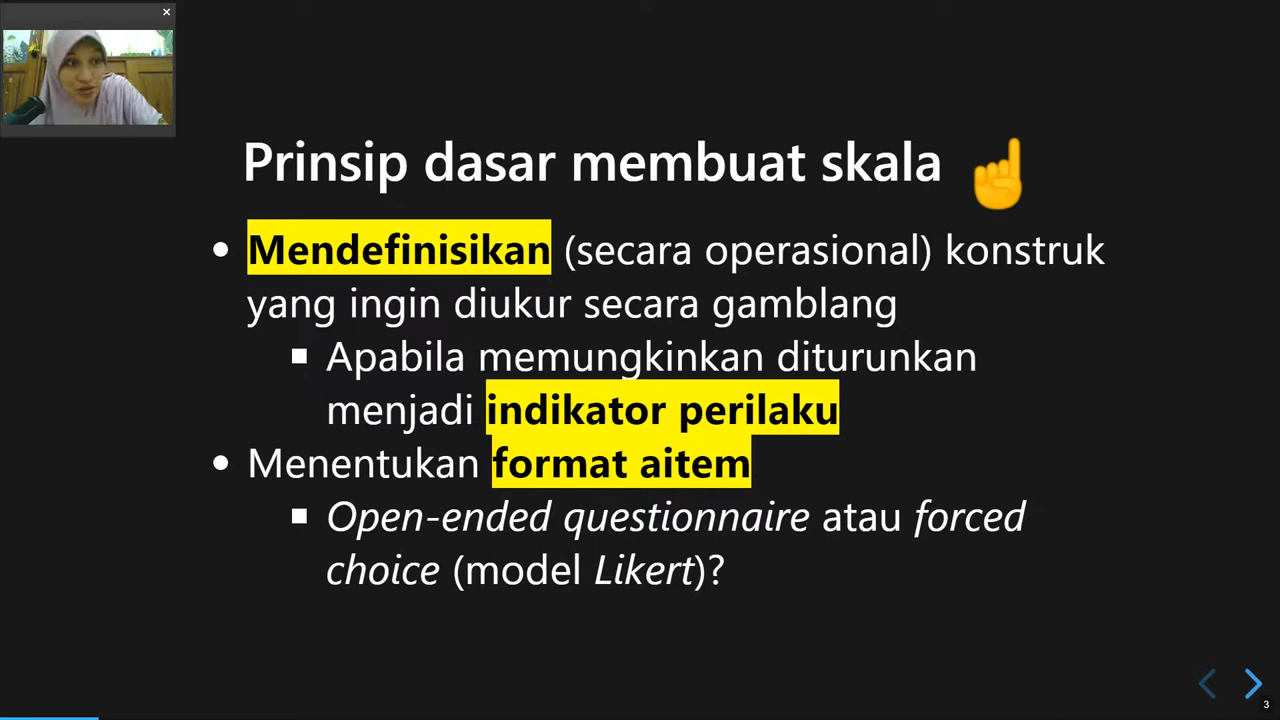 Prinsip dasar membuat skala ☝
• Mendefinisikan (secara operasional) konstruk
yang ingin diukur secara gamblang
▪ Apabila memungkinkan diturunkan
menjadi indikator perilaku
• Menentukan format aitem
▪ Open-ended questionnaire atau forced
choice (model Likert)?
3